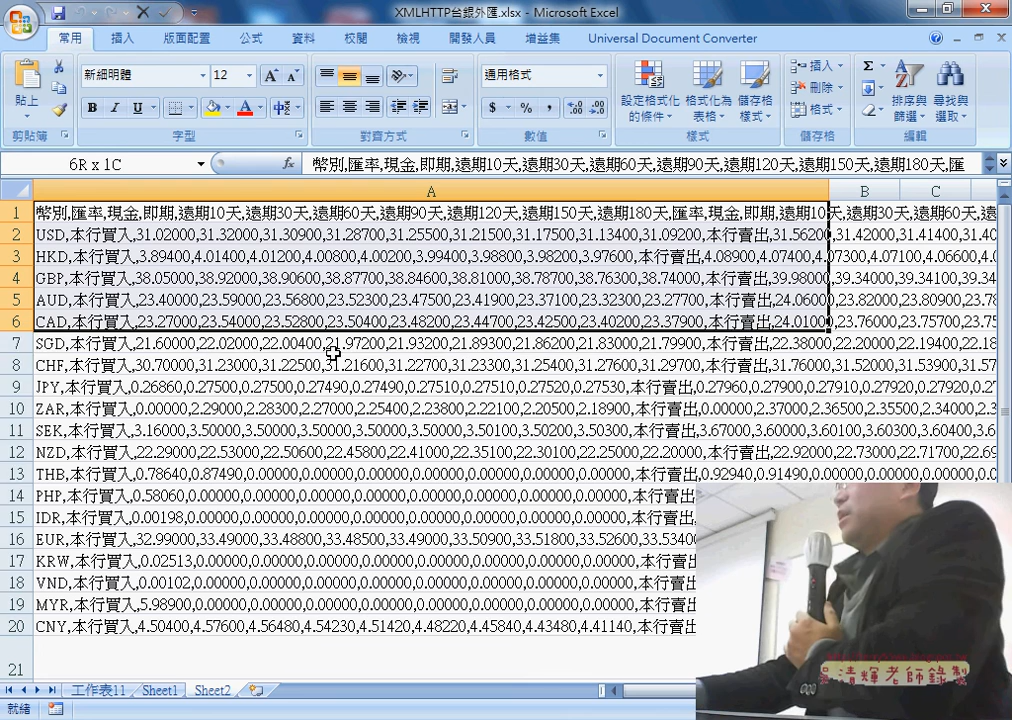 XMLHTTP台銀外匯.xlsx - Microsoft Excel
常用 插入 版面配置 公式 資料 校閱 檢視 開發人員 增益集 Universal Document Converter
貼上
新細明體 12
B I U
通用格式
$ % ,
設定格式化的條件 格式化為表格 儲存格樣式
插入
刪除
格式
Σ
排序與篩選 尋找與選取
剪貼簿 字型 對齊方式 數值 樣式 儲存格 編輯
6R x 1C fx 幣別,匯率,現金,即期,遠期10天,遠期30天,遠期60天,遠期90天,遠期120天,遠期150天,遠期180天,匯
A B C
1 幣別,匯率,現金,即期,遠期10天,遠期30天,遠期60天,遠期90天,遠期120天,遠期150天,遠期180天,匯率,現金,即期,遠期10天,遠期30天,遠期60天,遠
2 USD,本行買入,31.02000,31.32000,31.30900,31.28700,31.25500,31.21500,31.17500,31.13400,31.09200,本行賣出,31.56200,31.42000,31.41400,31.40
3 HKD,本行買入,3.89400,4.01400,4.01200,4.00800,4.00200,3.99400,3.98800,3.98200,3.97600,本行賣出,4.08900,4.07400,4.07300,4.07100,4.06600,4.0
4 GBP,本行買入,38.05000,38.92000,38.90600,38.87700,38.84600,38.81000,38.78700,38.76300,38.74000,本行賣出,39.98000,39.34000,39.34100,39.34
5 AUD,本行買入,23.40000,23.59000,23.56800,23.52300,23.47500,23.41900,23.37100,23.32300,23.27700,本行賣出,24.06000,23.82000,23.80900,23.78
6 CAD,本行買入,23.27000,23.54000,23.52800,23.50400,23.48200,23.44700,23.42500,23.40200,23.37900,本行賣出,24.01000,23.76000,23.75700,23.75
7 SGD,本行買入,21.60000,22.02000,22.00400,21.97200,21.93200,21.89300,21.86200,21.83000,21.79900,本行賣出,22.38000,22.20000,22.19400,22.18
8 CHF,本行買入,30.70000,31.23000,31.22500,31.21600,31.22700,31.23300,31.25400,31.27600,31.29700,本行賣出,31.76000,31.52000,31.53900,31.57
9 JPY,本行買入,0.26860,0.27500,0.27500,0.27490,0.27490,0.27510,0.27510,0.27520,0.27530,本行賣出,0.27960,0.27900,0.27910,0.27920,0.27920,0.27
10 ZAR,本行買入,0.00000,2.29000,2.28300,2.27000,2.25400,2.23800,2.22100,2.20500,2.18900,本行賣出,0.00000,2.37000,2.36500,2.35500,2.34000,2.3
11 SEK,本行買入,3.16000,3.50000,3.50000,3.50000,3.50000,3.50000,3.50100,3.50200,3.50300,本行賣出,3.67000,3.60000,3.60100,3.60300,3.60400,3.6
12 NZD,本行買入,22.29000,22.53000,22.50600,22.45800,22.41000,22.35100,22.30100,22.25000,22.20000,本行賣出,22.92000,22.73000,22.71700,22.69
13 THB,本行買入,0.78640,0.87490,0.00000,0.00000,0.00000,0.00000,0.00000,0.00000,0.00000,本行賣出,0.92940,0.91490,0.00000,0.00000,0.00000,0.0
14 PHP,本行買入,0.58060,0.00000,0.00000,0.00000,0.00000,0.00000,0.00000,0.00000,0.00000,本行賣出
15 IDR,本行買入,0.00198,0.00000,0.00000,0.00000,0.00000,0.00000,0.00000,0.00000,0.00000,本行賣出
16 EUR,本行買入,32.99000,33.49000,33.48800,33.48500,33.49000,33.50900,33.51800,33.52600,33.53400
17 KRW,本行買入,0.02513,0.00000,0.00000,0.00000,0.00000,0.00000,0.00000,0.00000,0.00000,本行賣出
18 VND,本行買入,0.00102,0.00000,0.00000,0.00000,0.00000,0.00000,0.00000,0.00000,0.00000,本行賣出
19 MYR,本行買入,5.98900,0.00000,0.00000,0.00000,0.00000,0.00000,0.00000,0.00000,0.00000,本行賣出
20 CNY,本行買入,4.50400,4.57600,4.56480,4.54230,4.51420,4.48220,4.45840,4.43480,4.41140,本行賣出
21
吳清輝老師錄製
工作表11 Sheet1 Sheet2
就緒